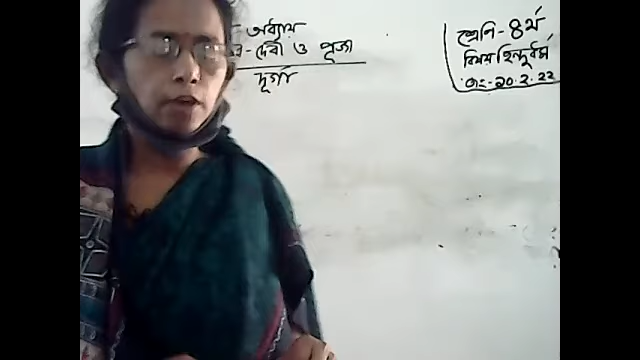 অধ্যায়
দেবী ও পূজা
দূর্গা
শ্রেণি-৪র্থ
বিষয় হিন্দুধর্ম
তাং-২০.২.২২